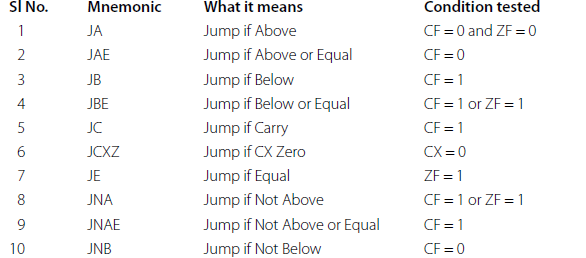 Sl No. Mnemonic What it means Condition tested
1 JA Jump if Above CF = 0 and ZF = 0
2 JAE Jump if Above or Equal CF = 0
3 JB Jump if Below CF = 1
4 JBE Jump if Below or Equal CF = 1 or ZF = 1
5 JC Jump if Carry CF = 1
6 JCXZ Jump if CX Zero CX = 0
7 JE Jump if Equal ZF = 1
8 JNA Jump if Not Above CF = 1 or ZF = 1
9 JNAE Jump if Not Above or Equal CF = 1
10 JNB Jump if Not Below CF = 0